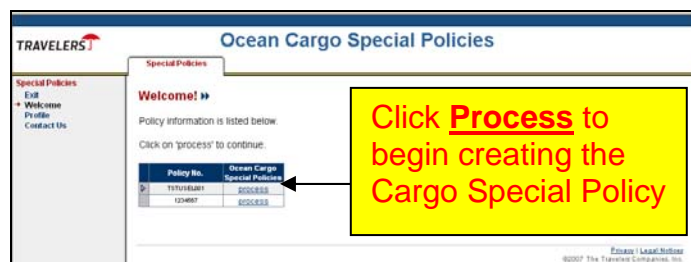 TRAVELERS
Ocean Cargo Special Policies
Special Policies
Special Policies
Exit
Welcome
Profile
Contact Us
Welcome!
Policy information is listed below.
Click on 'process' to continue.
Policy No.
Ocean Cargo
Special Policies
process
1234667
process
Click Process to
begin creating the
Cargo Special Policy
Privacy | Legal Notices
©2007 The Travelers Companies, Inc.